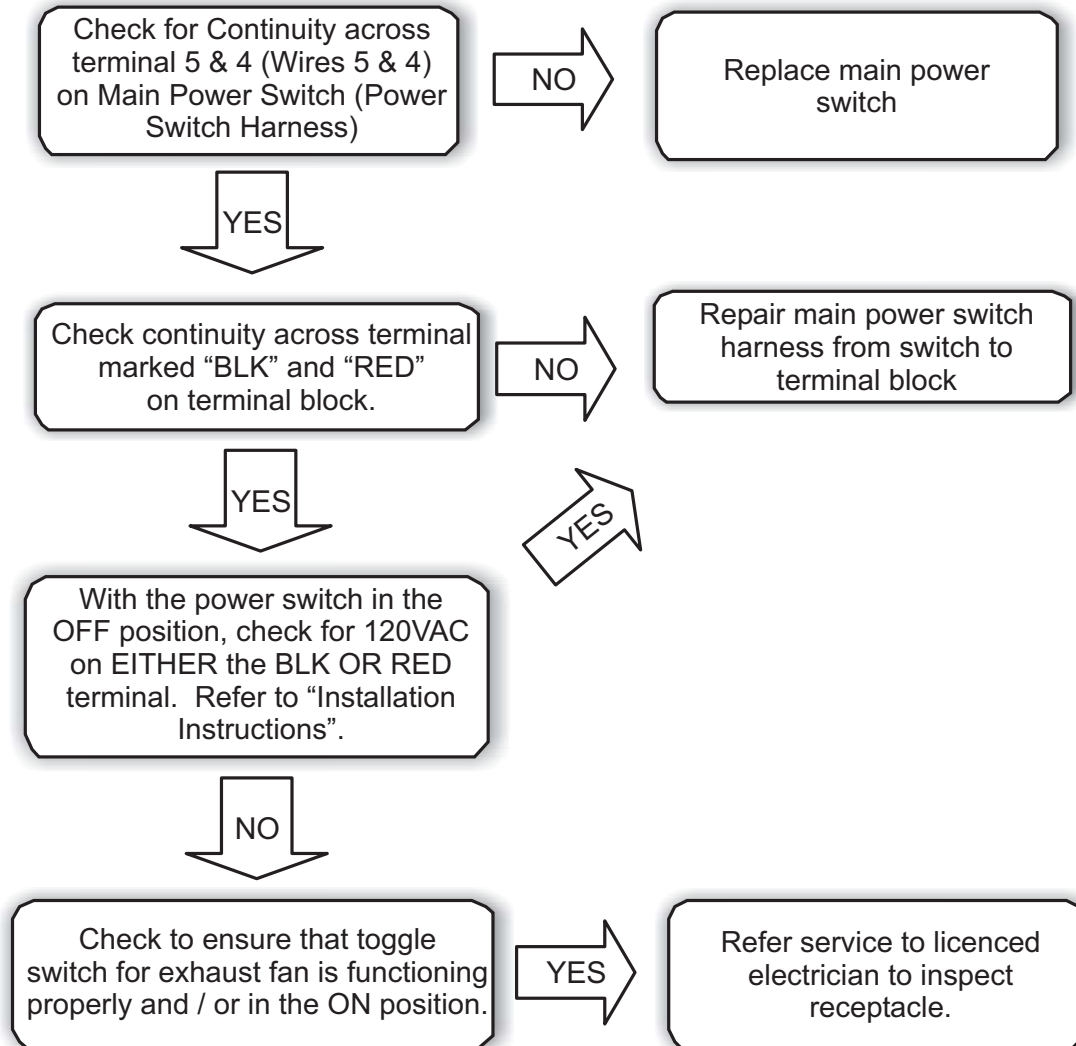 Check for Continuity across
terminal 5 & 4 (Wires 5 & 4)
on Main Power Switch (Power
Switch Harness)
NO
Replace main power
switch
YES
Check continuity across terminal
marked “BLK” and “RED”
on terminal block.
NO
Repair main power switch
harness from switch to
terminal block
YES
YES
With the power switch in the
OFF position, check for 120VAC
on EITHER the BLK OR RED
terminal. Refer to “Installation
Instructions”.
NO
Check to ensure that toggle
switch for exhaust fan is functioning
properly and / or in the ON position.
YES
Refer service to licenced
electrician to inspect
receptacle.